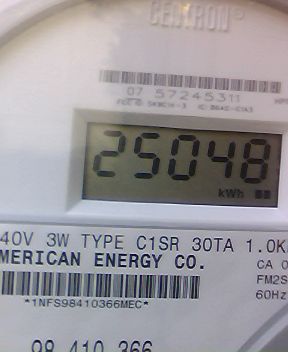 CENTRON®
07 57245311
25048
kWh
40V 3W TYPE C1SR 30TA 1.0K
MERICAN ENERGY CO.
CA 0
FM2S
60Hz
*1NFS98410366MEC*
98 410 366